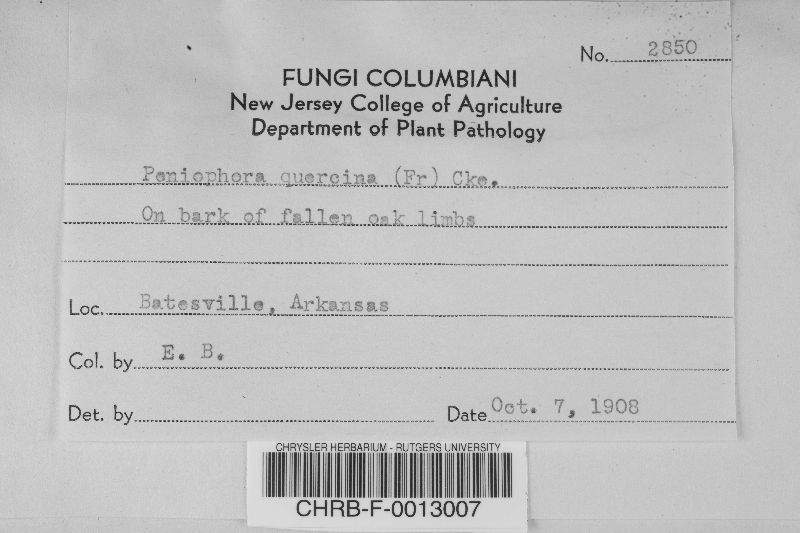 No. 2850
FUNGI COLUMBIANI
New Jersey College of Agriculture
Department of Plant Pathology
Peniophora quercina (Fr) Cke.
On bark of fallen oak limbs
Loc. Batesville, Arkansas
Col. by E. B.
Det. by
Date Oct. 7, 1908
CHRYSLER HERBARIUM - RUTGERS UNIVERSITY
CHRB-F-0013007